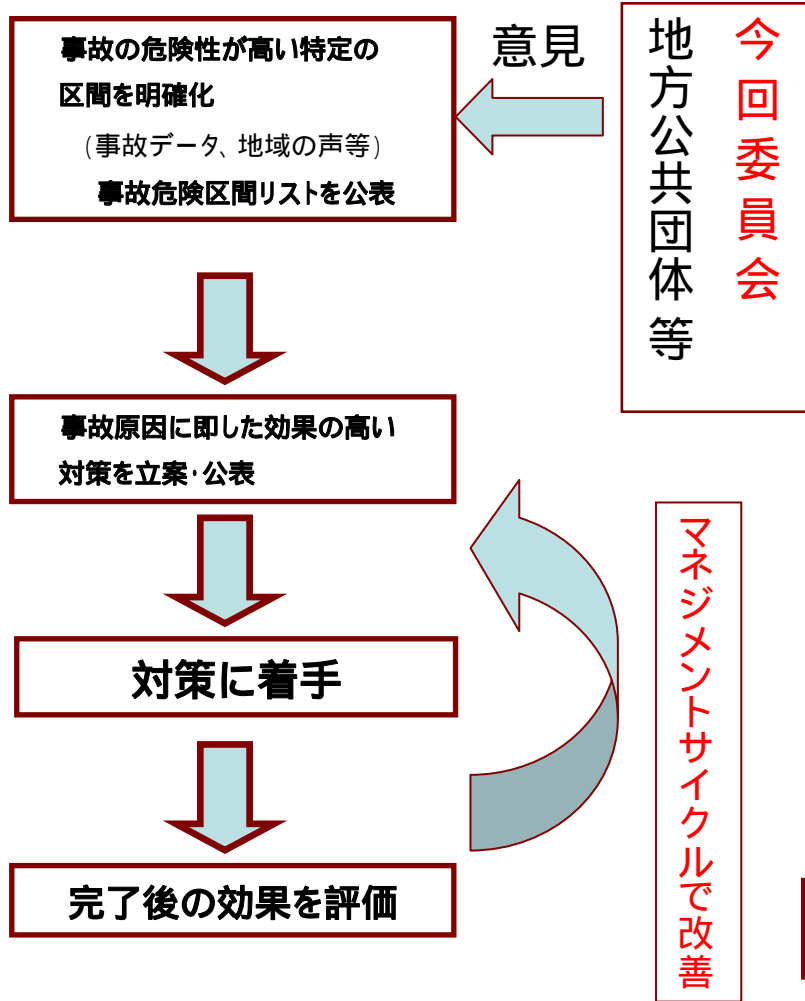 事故の危険性が高い特定の
区間を明確化
(事故データ、地域の声等)
事故危険区間リストを公表
意見
今回委員会
地方公共団体等
事故原因に即した効果の高い
対策を立案・公表
対策に着手
完了後の効果を評価
マネジメントサイクルで改善